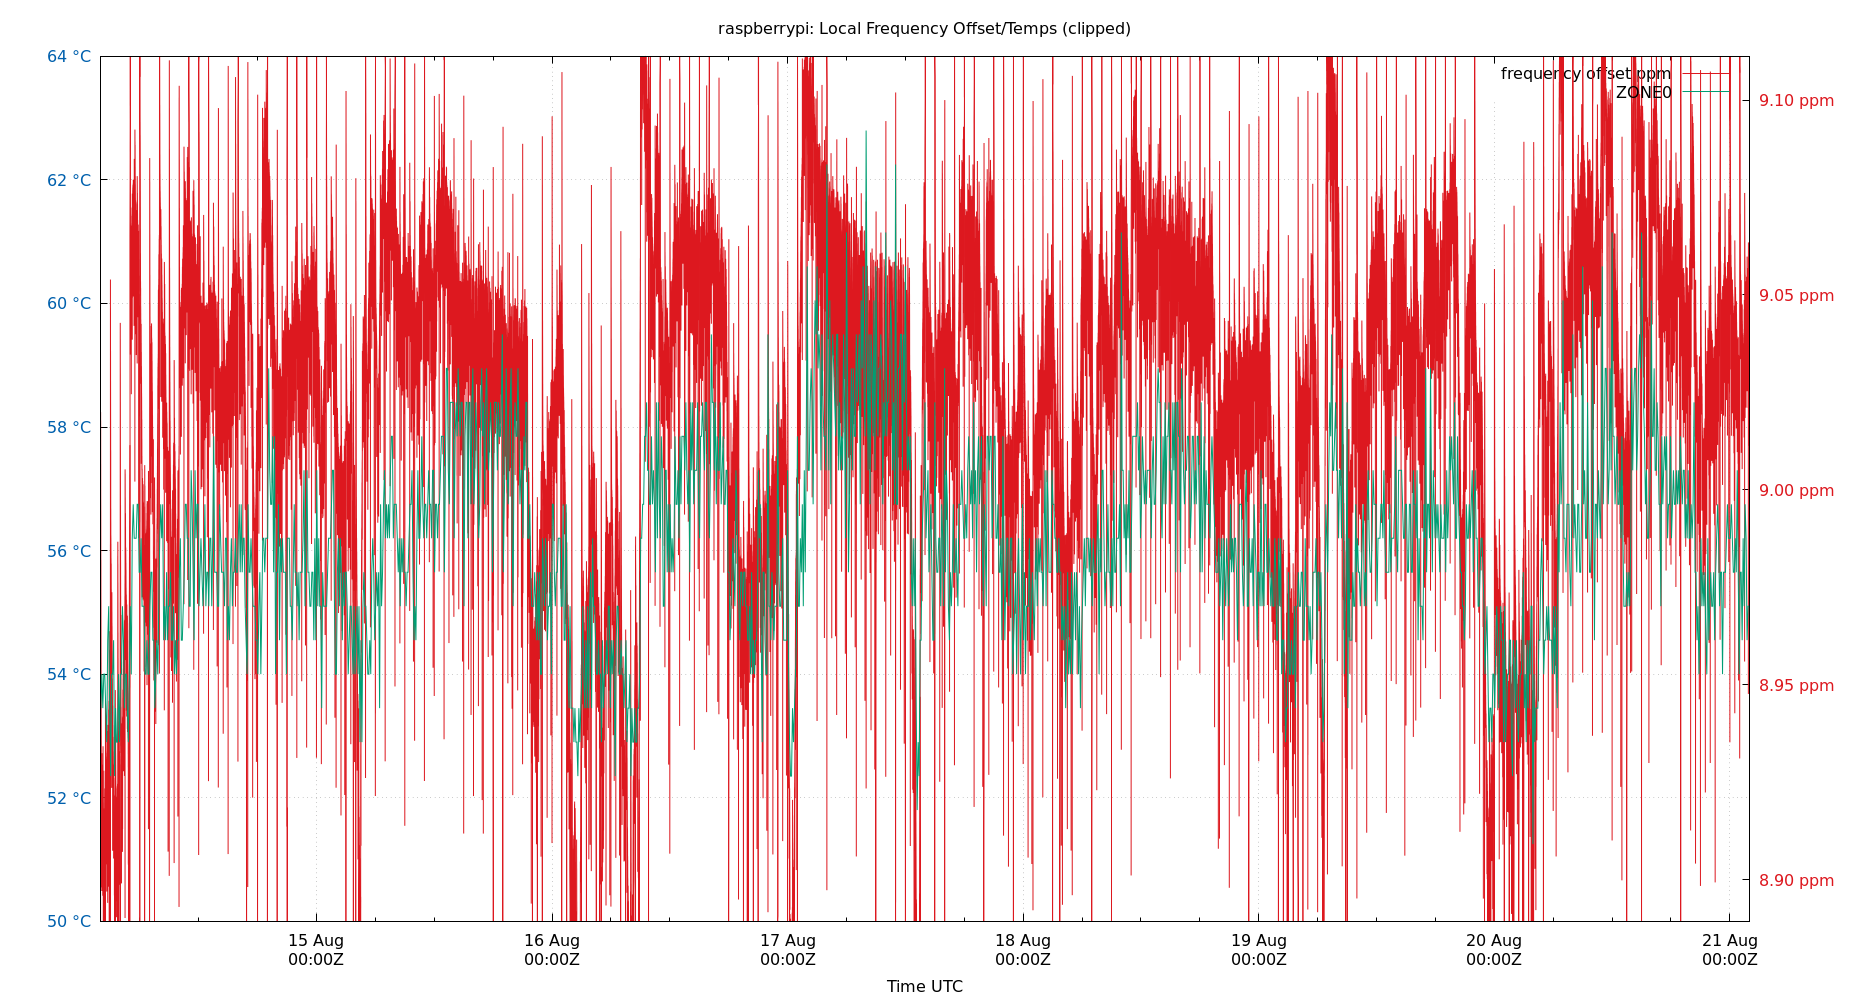 raspberrypi: Local Frequency Offset/Temps (clipped)
64 °C
62 °C
60 °C
58 °C
56 °C
54 °C
52 °C
50 °C
frequency offset ppm
ZONE0
9.10 ppm
9.05 ppm
9.00 ppm
8.95 ppm
8.90 ppm
15 Aug
00:00Z
16 Aug
00:00Z
17 Aug
00:00Z
18 Aug
00:00Z
19 Aug
00:00Z
20 Aug
00:00Z
21 Aug
00:00Z
Time UTC